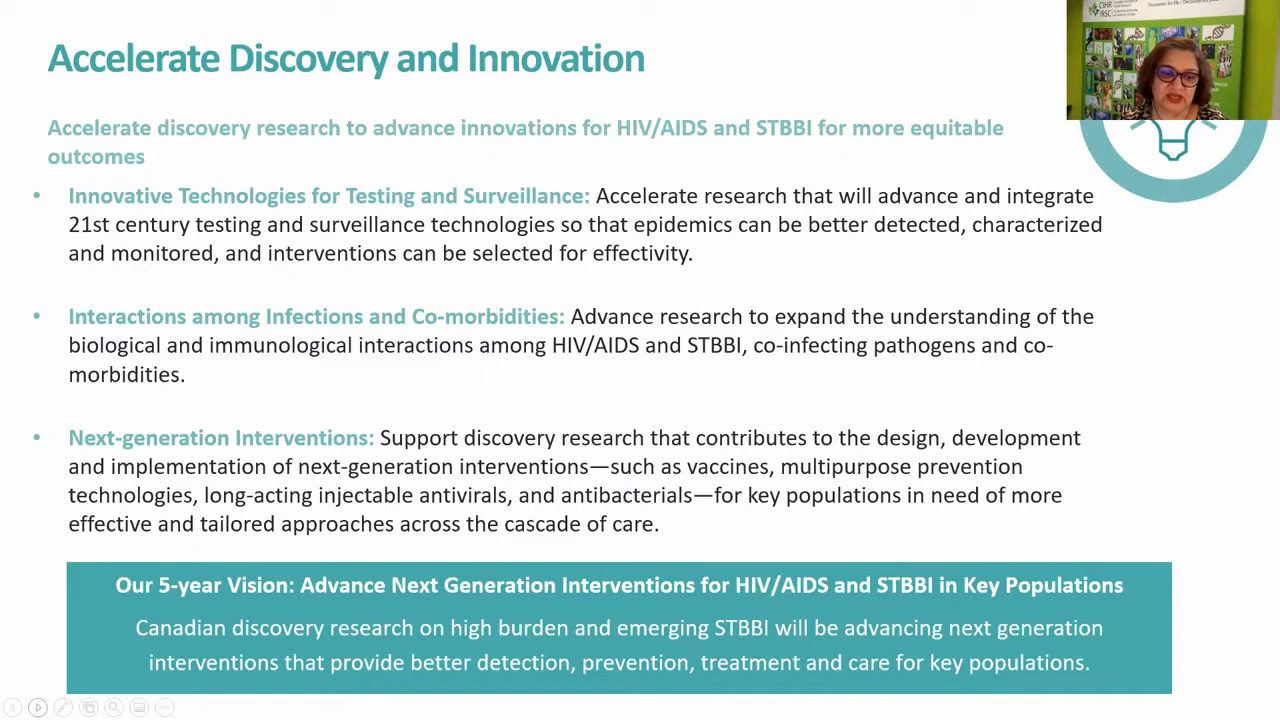 Accelerate Discovery and Innovation
CIHR
IRSC
Accelerate discovery research to advance innovations for HIV/AIDS and STBBI for more equitable
outcomes
• Innovative Technologies for Testing and Surveillance: Accelerate research that will advance and integrate
21st century testing and surveillance technologies so that epidemics can be better detected, characterized
and monitored, and interventions can be selected for effectivity.
• Interactions among Infections and Co-morbidities: Advance research to expand the understanding of the
biological and immunological interactions among HIV/AIDS and STBBI, co-infecting pathogens and co-
morbidities.
• Next-generation Interventions: Support discovery research that contributes to the design, development
and implementation of next-generation interventions—such as vaccines, multipurpose prevention
technologies, long-acting injectable antivirals, and antibacterials—for key populations in need of more
effective and tailored approaches across the cascade of care.
Our 5-year Vision: Advance Next Generation Interventions for HIV/AIDS and STBBI in Key Populations
Canadian discovery research on high burden and emerging STBBI will be advancing next generation
interventions that provide better detection, prevention, treatment and care for key populations.